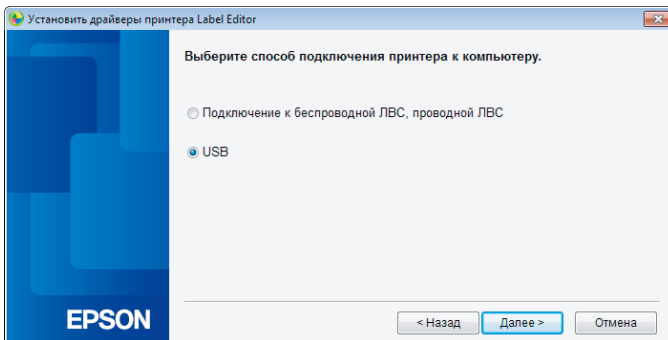 Установить драйверы принтера Label Editor
Выберите способ подключения принтера к компьютеру.
Подключение к беспроводной ЛВС, проводной ЛВС
USB
EPSON
< Назад
Далее >
Отмена